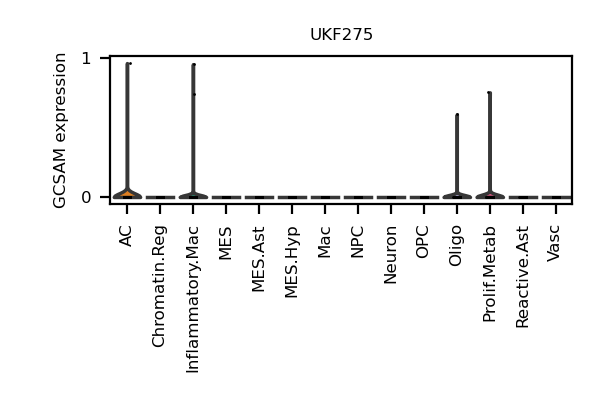 UKF275
GCSAM expression
1
0
AC
Chromatin.Reg
Inflammatory.Mac
MES
MES.Ast
MES.Hyp
Mac
NPC
Neuron
OPC
Oligo
Prolif.Metab
Reactive.Ast
Vasc